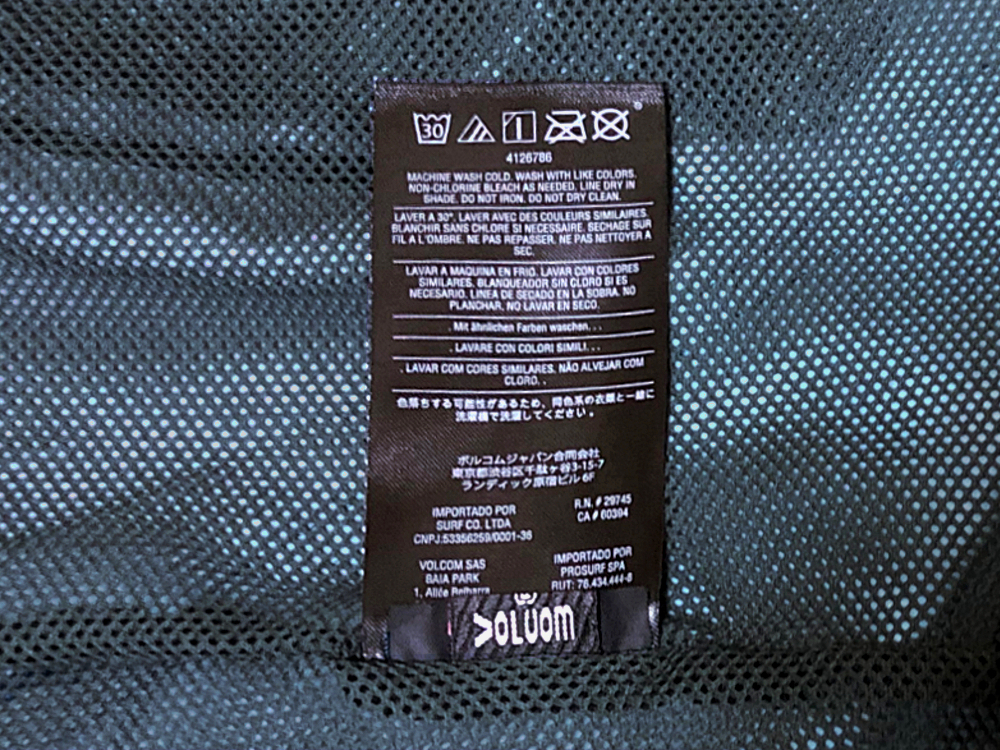 30
4126786
MACHINE WASH COLD. WASH WITH LIKE COLORS.
NON-CHLORINE BLEACH AS NEEDED. LINE DRY IN
SHADE. DO NOT IRON. DO NOT DRY CLEAN.
LAVER A 30°. LAVER AVEC DES COULEURS SIMILAIRES.
BLANCHIR SANS CHLORE SI NECESSAIRE. SECHAGE SUR
FIL A L'OMBRE. NE PAS REPASSER. NE PAS NETTOYER A
SEC.
LAVAR A MAQUINA EN FRIO. LAVAR CON COLORES
SIMILARES. BLANQUEADOR SIN CLORO SI ES
NECESARIO. LINEA DE SECADO EN LA SOBRA. NO
PLANCHAR. NO LAVAR EN SECO.
. Mit ähnlichen Farben waschen. . .
. LAVARE CON COLORI SIMILI. . .
. LAVAR COM CORES SIMILARES. NÃO ALVEJAR COM
CLORO. .
色落ちする可能性があるため、同色系の衣類と一緒に
洗濯機で洗濯してください。
ボルコムジャパン合同会社
東京都渋谷区千駄ヶ谷3-15-7
ランディック原宿ビル 6F
R.N. # 29745
CA # 60394
IMPORTADO POR
SURF CO. LTDA
CNPJ:53356259/0001-36
VOLCOM SAS
BAIA PARK
1, Allée Belharra
IMPORTADO POR
PROSURF SPA
RUT: 76.434.444-8
VOLCOM